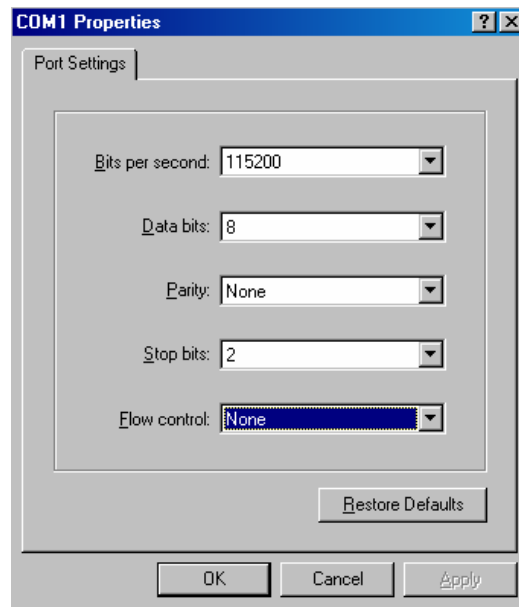 COM1 Properties
Port Settings
Bits per second: 115200
Data bits: 8
Parity: None
Stop bits: 2
Flow control: None
Restore Defaults
OK Cancel Apply